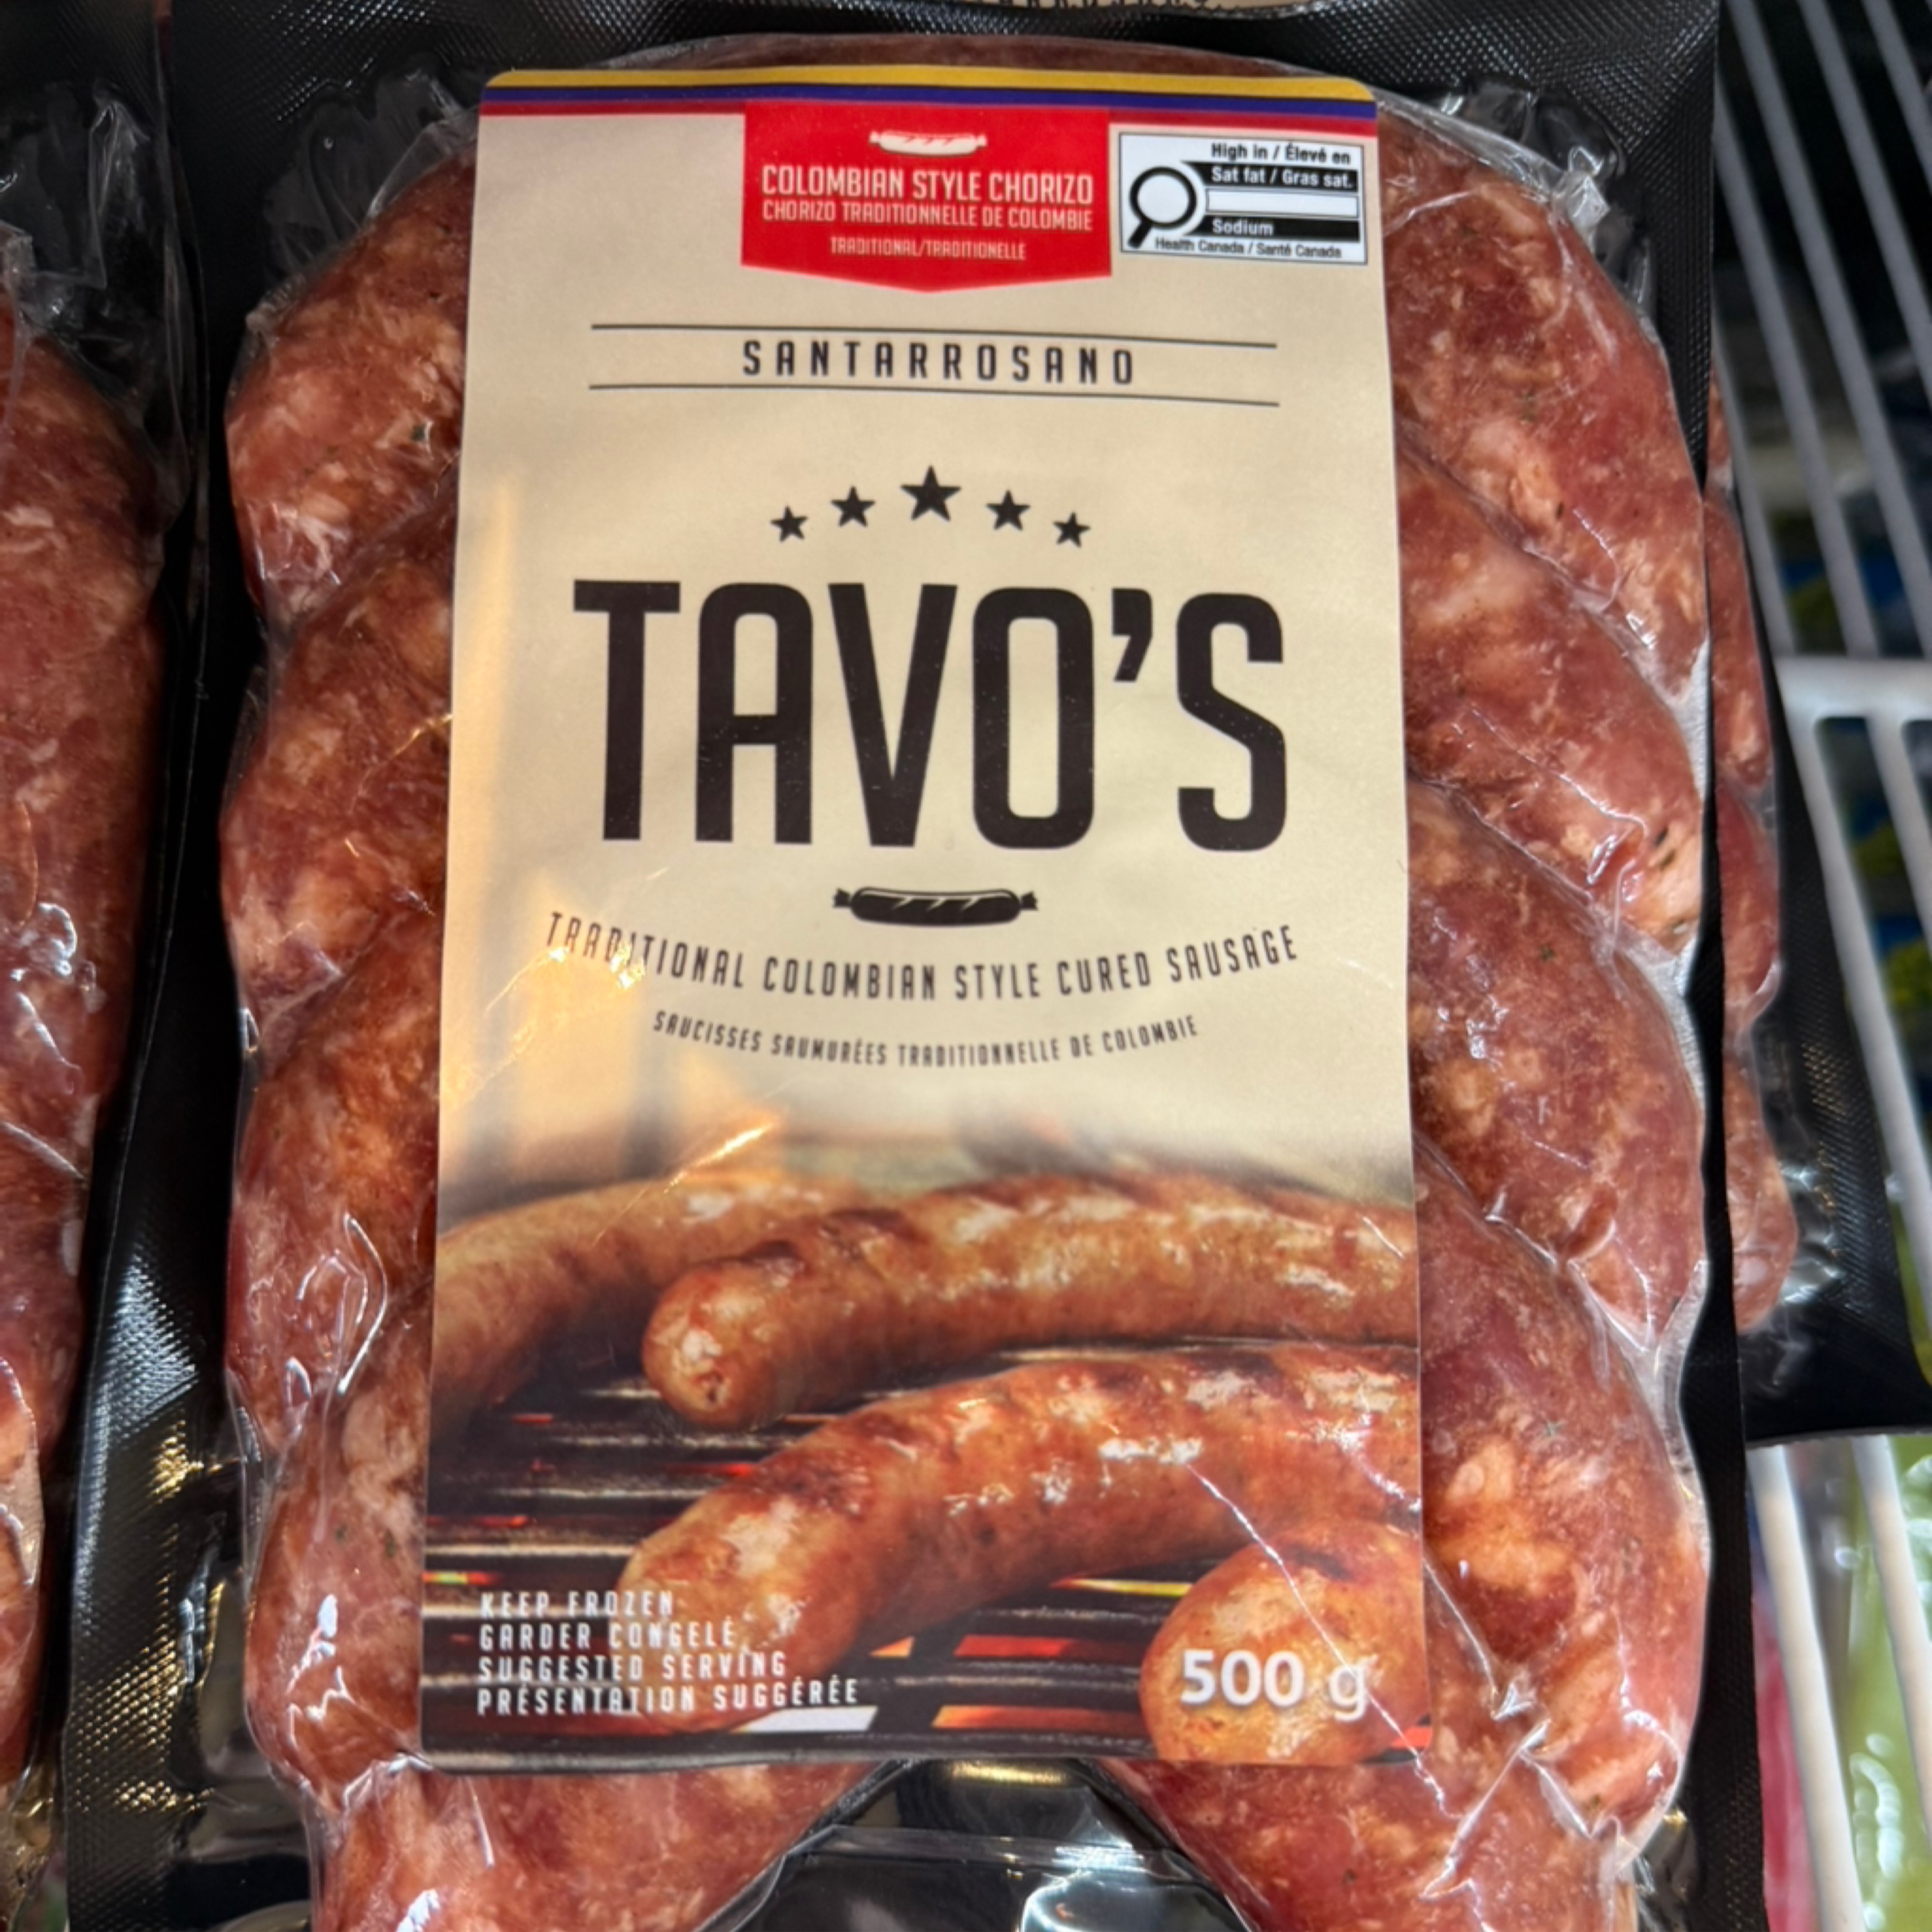 COLOMBIAN STYLE CHORIZO
CHORIZO TRADITIONNELLE DE COLOMBIE
TRADITIONAL/TRADITIONELLE
High in / Élevé en
Sat fat / Gras sat.
Sodium
Health Canada / Santé Canada
SANTARROSANO
TAVO'S
TRADITIONAL COLOMBIAN STYLE CURED SAUSAGE
SAUCISSES SAUMURÉES TRADITIONNELLE DE COLOMBIE
KEEP FROZEN
GARDER CONGELÉ
SUGGESTED SERVING
PRÉSENTATION SUGGÉRÉE
500 g